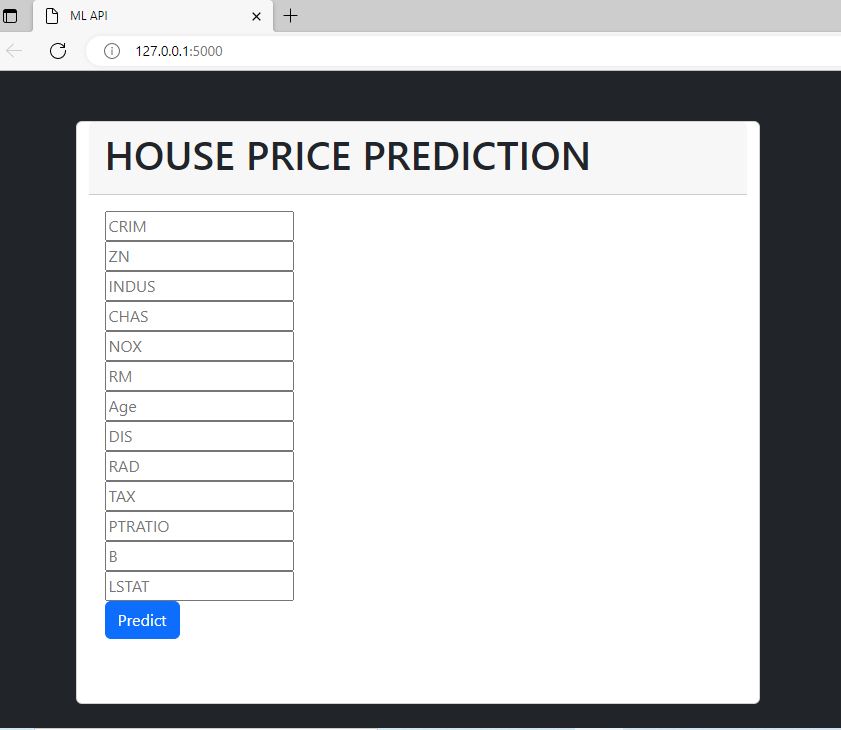 ML API
127.0.0.1:5000
HOUSE PRICE PREDICTION
CRIM
ZN
INDUS
CHAS
NOX
RM
Age
DIS
RAD
TAX
PTRATIO
B
LSTAT
Predict